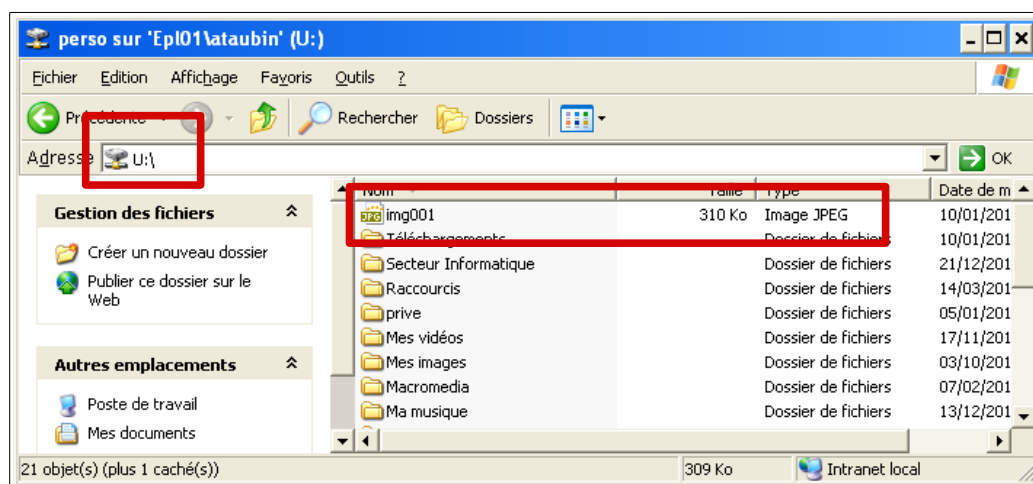 perso sur 'Epl01\ataubin' (U:)
Fichier Edition Affichage Favoris Outils ?
Précédente Rechercher Dossiers
Adresse U:\ OK
Nom Taille Type Date de m
Gestion des fichiers
Créer un nouveau dossier
Publier ce dossier sur le
Web
Autres emplacements
Poste de travail
Mes documents
img001 310 Ko Image JPEG 10/01/201
Téléchargements Dossier de fichiers 10/01/201
Secteur Informatique Dossier de fichiers 21/12/201
Raccourcis Dossier de fichiers 14/03/201
prive Dossier de fichiers 05/01/201
Mes vidéos Dossier de fichiers 17/11/201
Mes images Dossier de fichiers 03/10/201
Macromedia Dossier de fichiers 07/02/201
Ma musique Dossier de fichiers 13/12/201
21 objet(s) (plus 1 caché(s)) 309 Ko Intranet local